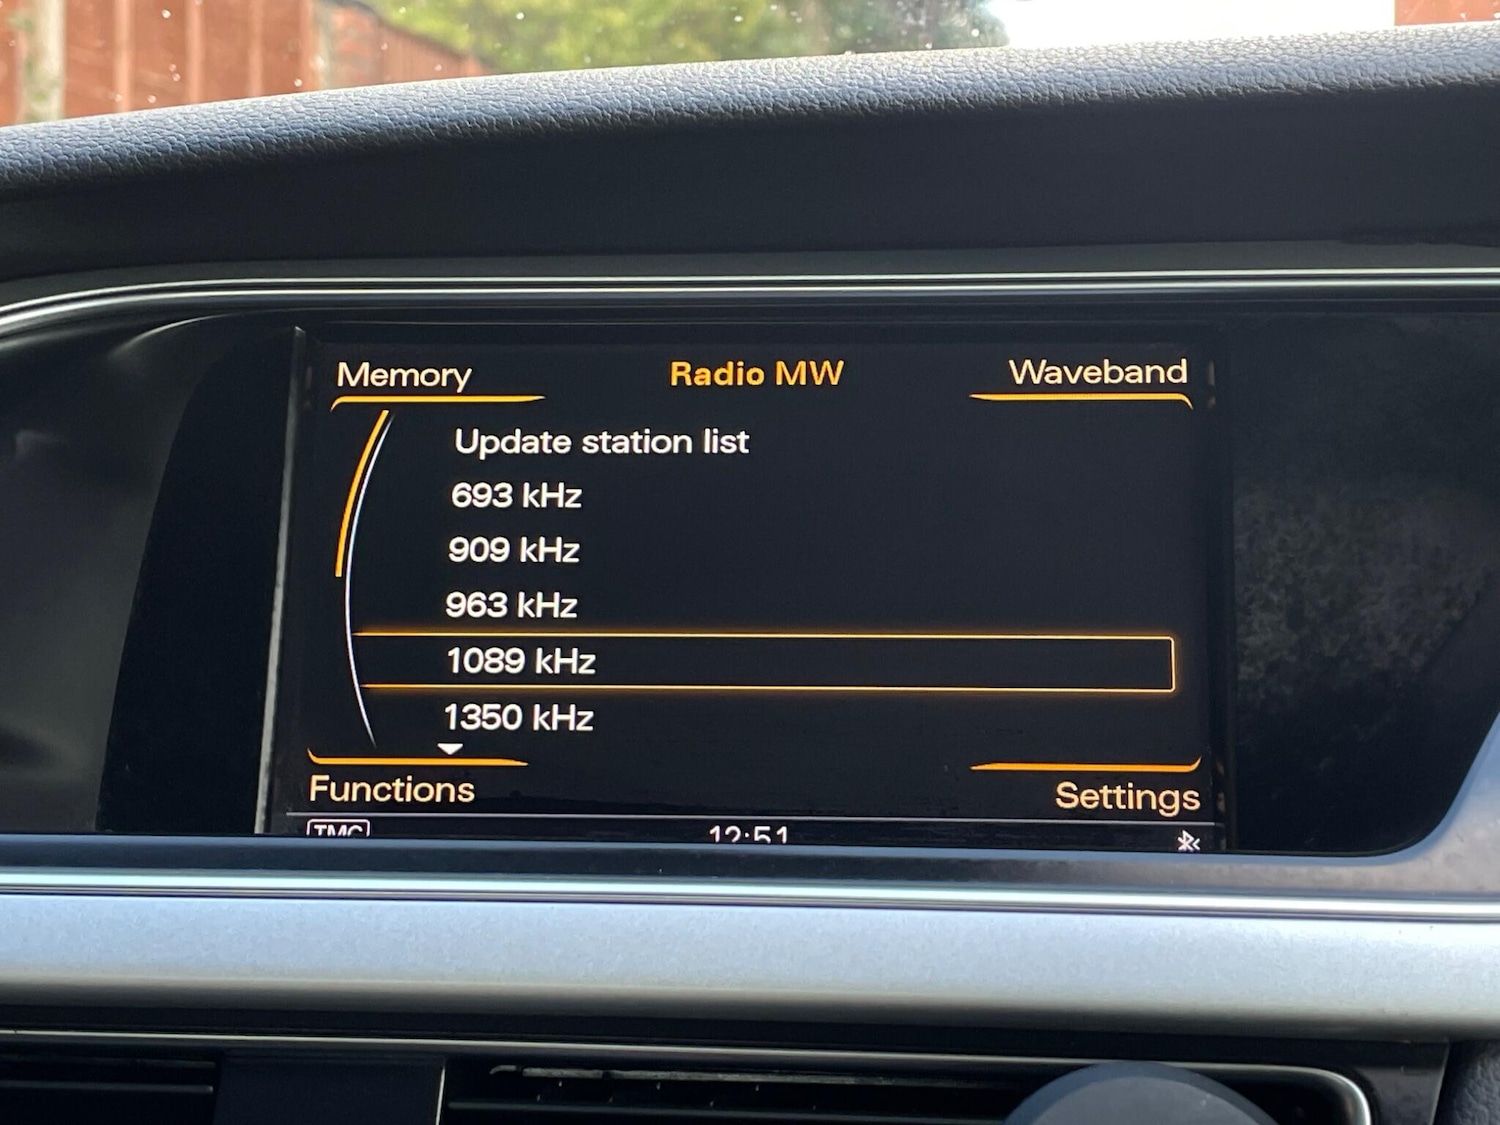 Memory Radio MW Waveband
Update station list
693 kHz
909 kHz
963 kHz
1089 kHz
1350 kHz
Functions Settings
TMC 12:51